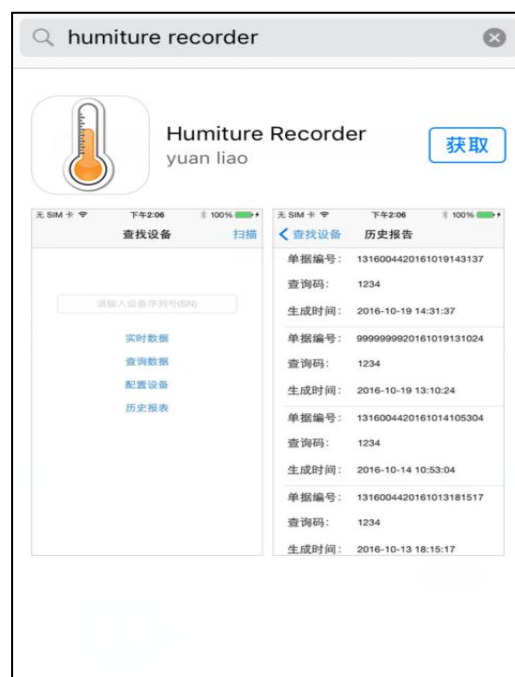 humiture recorder
Humiture Recorder
yuan liao
获取
无 SIM 卡 下午2:06 100%
查找设备 扫描
请输入设备序列号(SN)
实时数据
查询数据
配置设备
历史报表
无 SIM 卡 下午2:06 100%
查找设备 历史报告
单据编号: 1316004420161019143137
查询码: 1234
生成时间: 2016-10-19 14:31:37
单据编号: 9999999920161019131024
查询码: 1234
生成时间: 2016-10-19 13:10:24
单据编号: 1316004420161014105304
查询码: 1234
生成时间: 2016-10-14 10:53:04
单据编号: 1316004420161013181517
查询码: 1234
生成时间: 2016-10-13 18:15:17